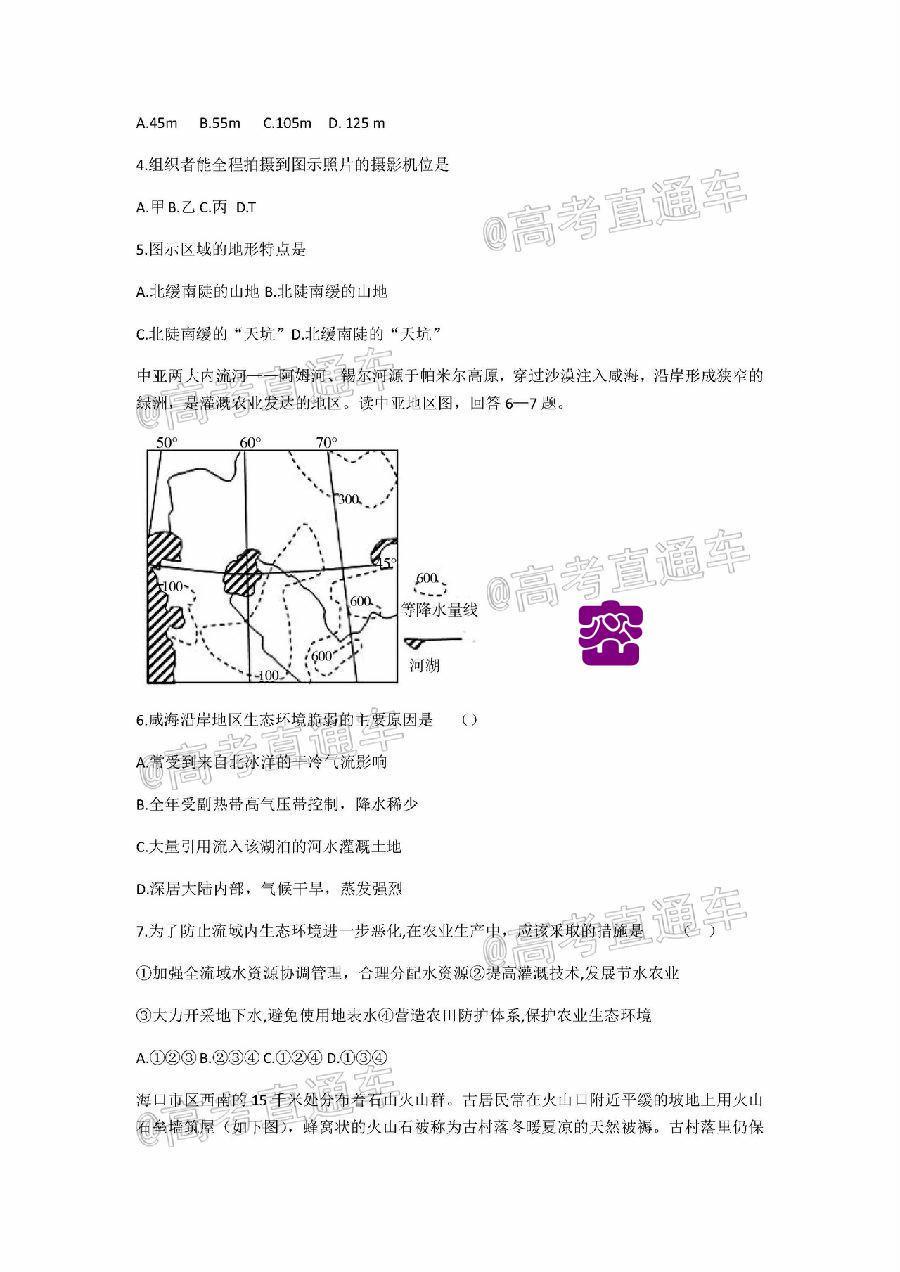 A.45m B.55m C.105m D. 125 m
4.组织者能全程拍摄到图示照片的摄影机位是
@高考直通车
A.甲 B.乙 C.丙 D.T
5.图示区域的地形特点是
A.北缓南陡的山地 B.北陡南缓的山地
C.北陡南缓的“天坑”D.北缓南陡的“天坑”
中亚两大内流河——阿姆河、锡尔河源于帕米尔高原，穿过沙漠注入咸海，沿岸形成狭窄的
@高考直通车
绿洲，是灌溉农业发达的地区。读中亚地区图，回答 6—7 题。
50° 60° 70°
300
45°
@高考直通车
100
600
600
等降水量线
600
100
河湖
6.咸海沿岸地区生态环境脆弱的主要原因是 （）
@高考直通车
A.常受到来自北冰洋的干冷气流影响
B.全年受副热带高气压带控制，降水稀少
C.大量引用流入该湖泊的河水灌溉土地
D.深居大陆内部，气候干旱，蒸发强烈
@高考直通车
7.为了防止流域内生态环境进一步恶化,在农业生产中，应该采取的措施是 （ ）
①加强全流域水资源协调管理，合理分配水资源②提高灌溉技术,发展节水农业
③大力开采地下水,避免使用地表水④营造农田防护体系,保护农业生态环境
A.①②③ B.②③④ C.①②④ D.①③④
@高考直通车
海口市区西南的 15 千米处分布着石山火山群。古居民常在火山口附近平缓的坡地上用火山
石垒墙筑屋（如下图），蜂窝状的火山石被称为古村落冬暖夏凉的天然被褥。古村落里仍保